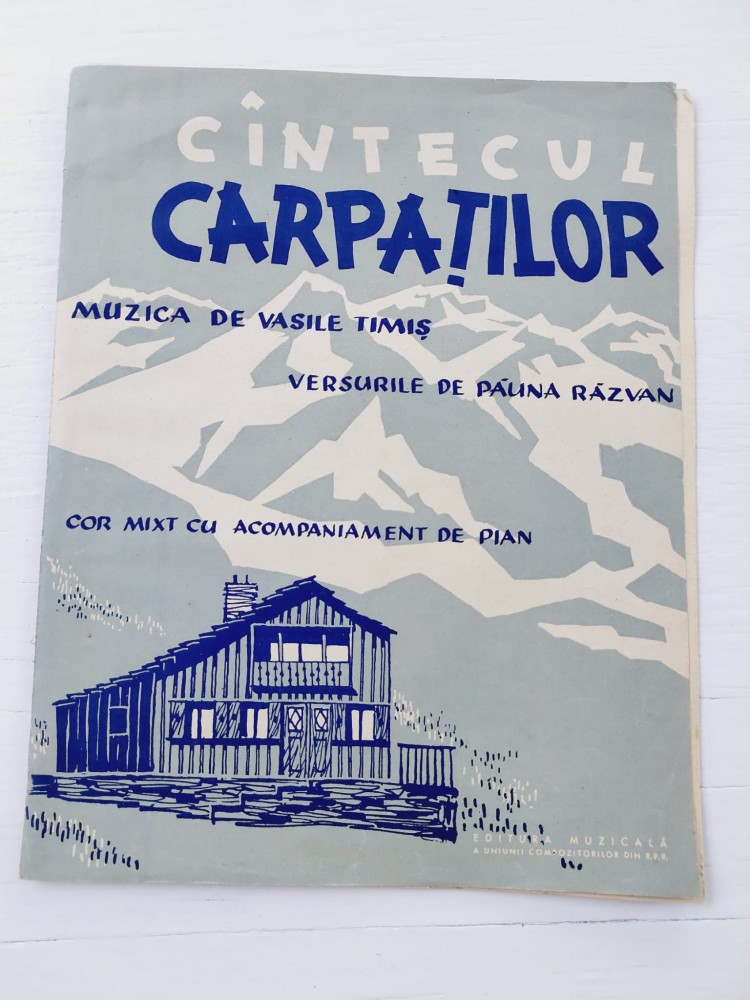 CÎNTECUL
CARPAȚILOR
MUZICA DE VASILE TIMIȘ
VERSURILE DE PĂUNA RĂZVAN
COR MIXT CU ACOMPANIAMENT DE PIAN
EDITURA MUZICALĂ
A UNIUNII COMPOZITORILOR DIN R.P.R.